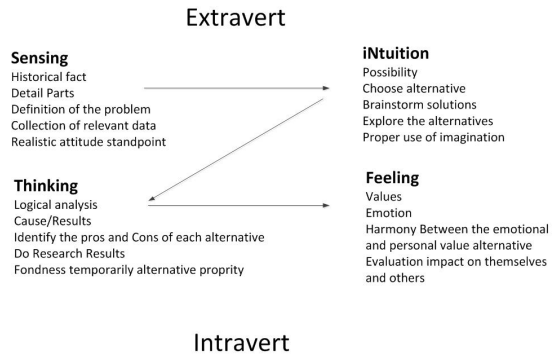 Extravert
Sensing
Historical fact
Detail Parts
Definition of the problem
Collection of relevant data
Realistic attitude standpoint
iNtuition
Possibility
Choose alternative
Brainstorm solutions
Explore the alternatives
Proper use of imagination
Thinking
Logical analysis
Cause/Results
Identify the pros and Cons of each alternative
Do Research Results
Fondness temporarily alternative proprity
Feeling
Values
Emotion
Harmony Between the emotional
and personal value alternative
Evaluation impact on themselves
and others
Intravert